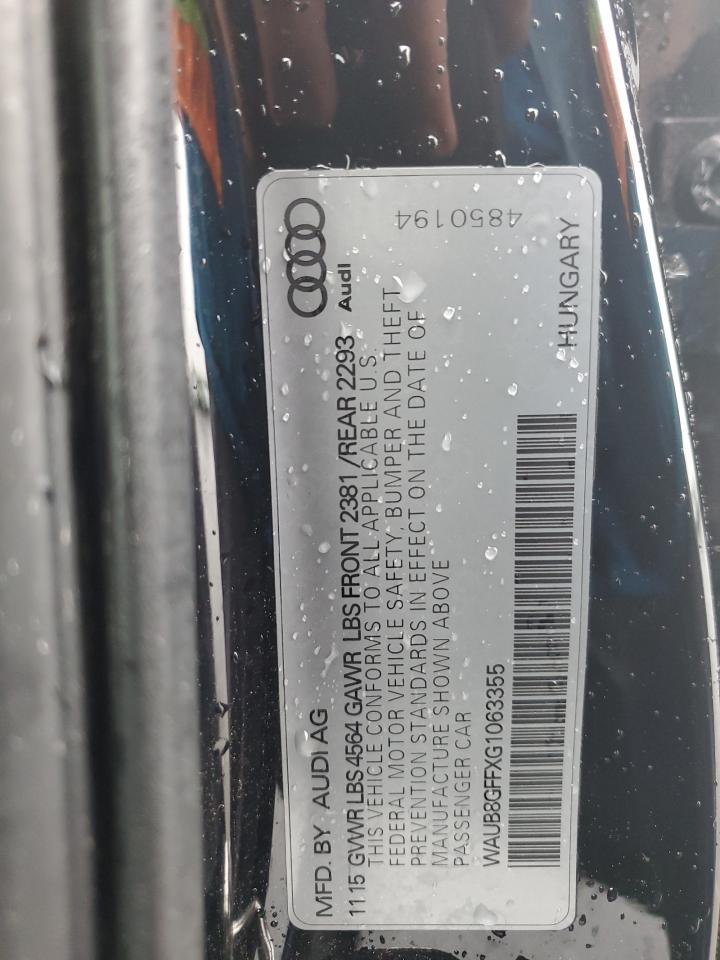 MFD. BY AUDI AG
11 15 GVWR LBS 4564 GAWR LBS FRONT 2381 /REAR 2293
Audi
THIS VEHICLE CONFORMS TO ALL APPLICABLE U.S.
FEDERAL MOTOR VEHICLE SAFETY, BUMPER AND THEFT
PREVENTION STANDARDS IN EFFECT ON THE DATE OF
MANUFACTURE SHOWN ABOVE
PASSENGER CAR
4850194
WAUB8GFFXG1063355
HUNGARY